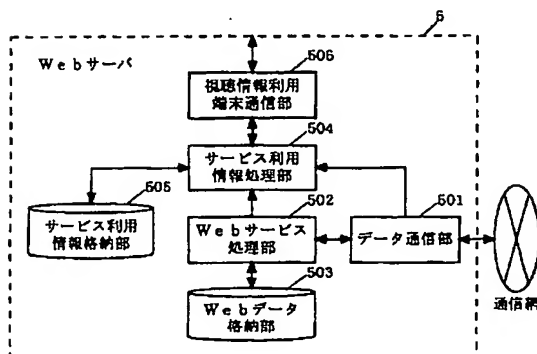 5
Webサーバ
506
視聴情報利用
端末通信部
504
サービス利用
情報処理部
505
サービス利用
情報格納部
502
Webサービス
処理部
501
データ通信部
503
Webデータ
格納部
通信網